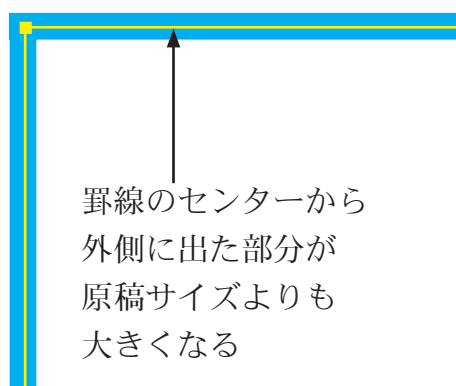 罫線のセンターから
外側に出た部分が
原稿サイズよりも
大きくなる